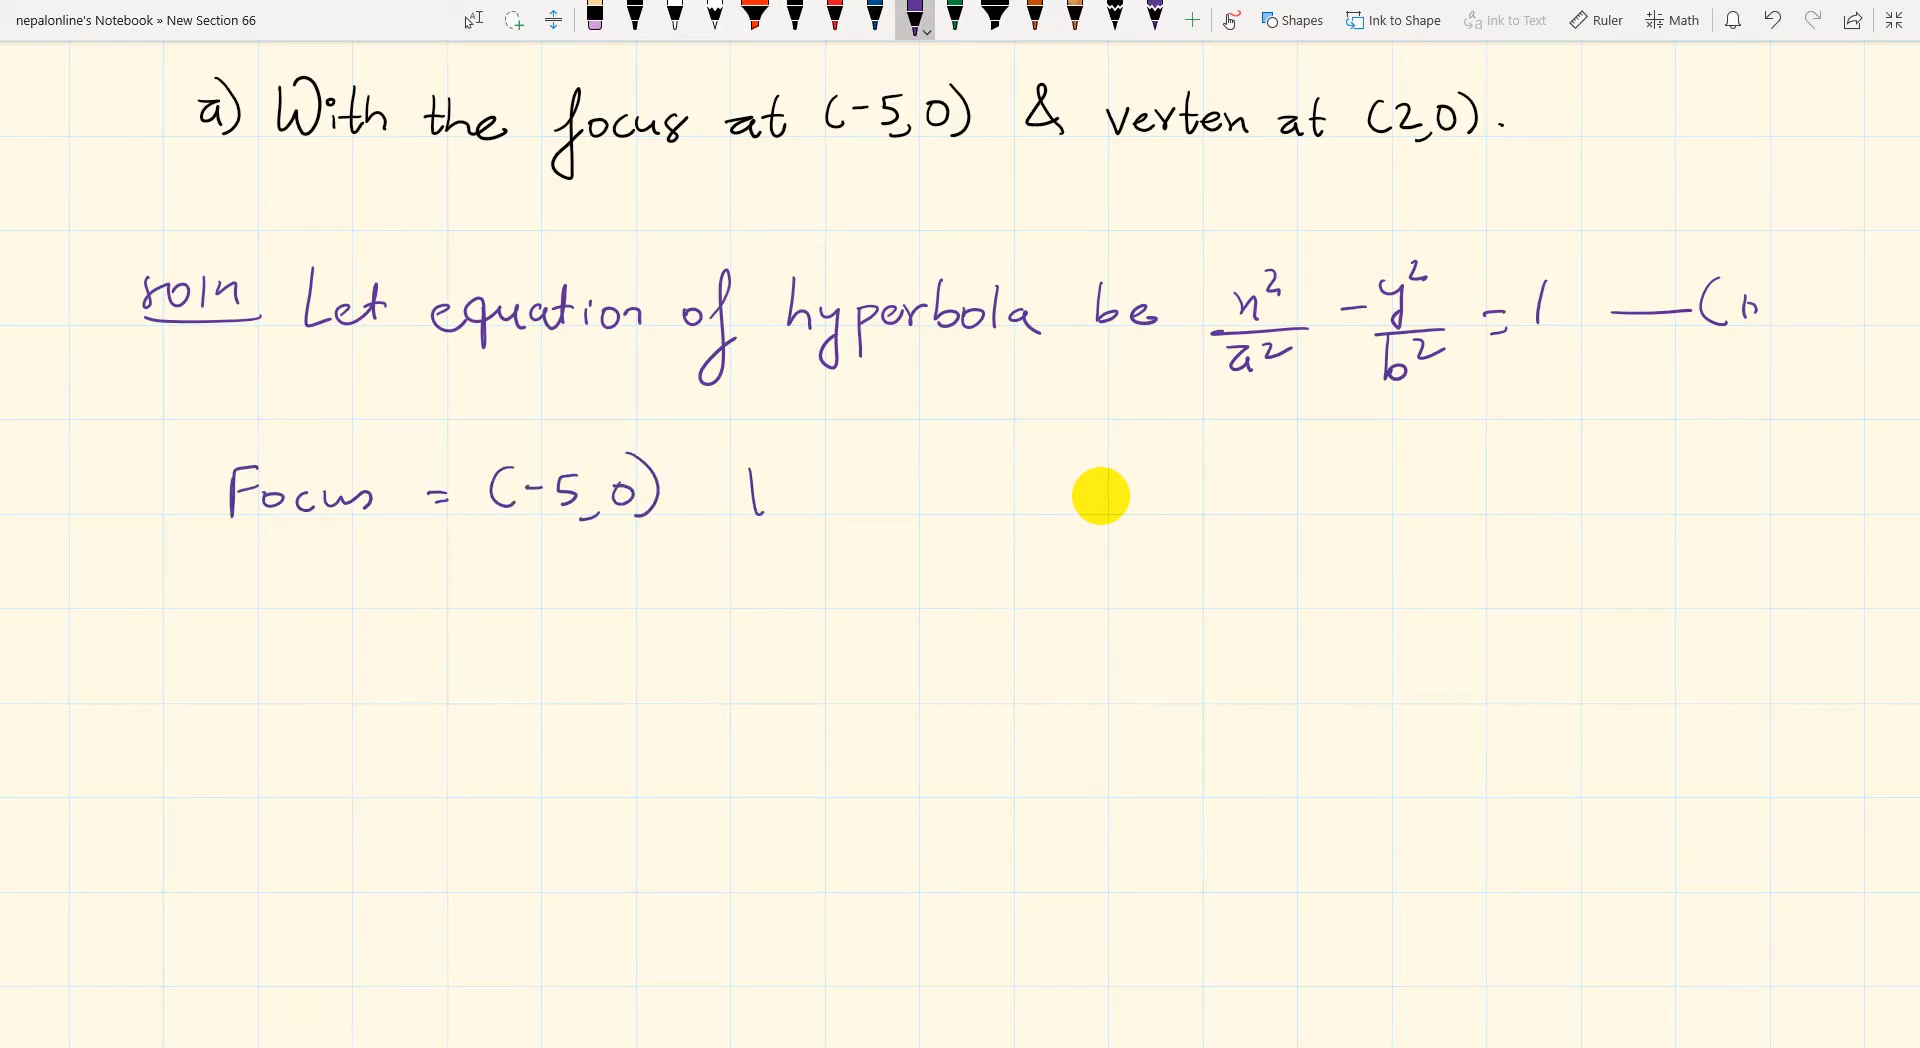 nepalonline's Notebook » New Section 66 Shapes Ink to Shape Ink to Text Ruler Math
a) With the focus at (-5,0) & verten at (2,0).
soln Let equation of hyperbola be x²/a² - y²/b² = 1 —(
Focus = (-5,0)